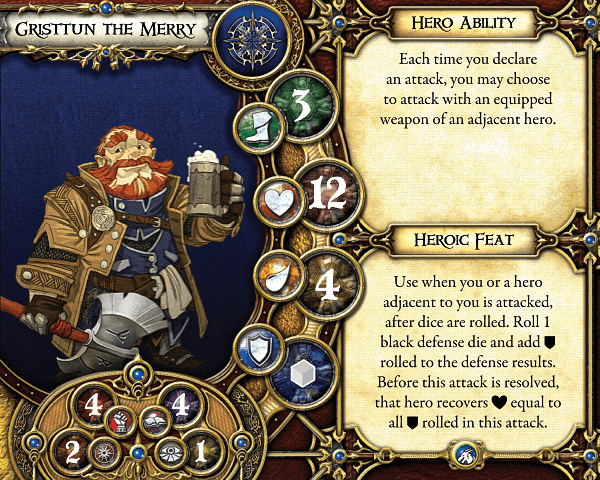 Gristtun the Merry
3
12
4
4 4
2 1
Hero Ability
Each time you declare
an attack, you may choose
to attack with an equipped
weapon of an adjacent hero.
Heroic Feat
Use when you or a hero
adjacent to you is attacked,
after dice are rolled. Roll 1
black defense die and add
rolled to the defense results.
Before this attack is resolved,
that hero recovers equal to
all rolled in this attack.